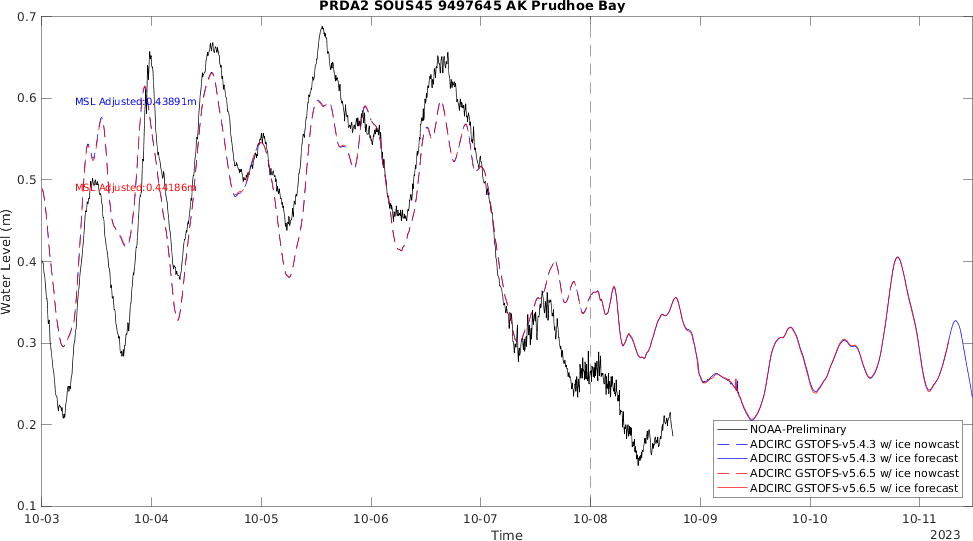 PRDA2 SOUS45 9497645 AK Prudhoe Bay
0.7
0.6
0.5
0.4
0.3
0.2
0.1
Water Level (m)
MSL Adjusted:0.43891m
MSL Adjusted:0.44186m
NOAA-Preliminary
ADCIRC GSTOFS-v5.4.3 w/ ice nowcast
ADCIRC GSTOFS-v5.4.3 w/ ice forecast
ADCIRC GSTOFS-v5.6.5 w/ ice nowcast
ADCIRC GSTOFS-v5.6.5 w/ ice forecast
10-03 10-04 10-05 10-06 10-07 10-08 10-09 10-10 10-11
Time
2023